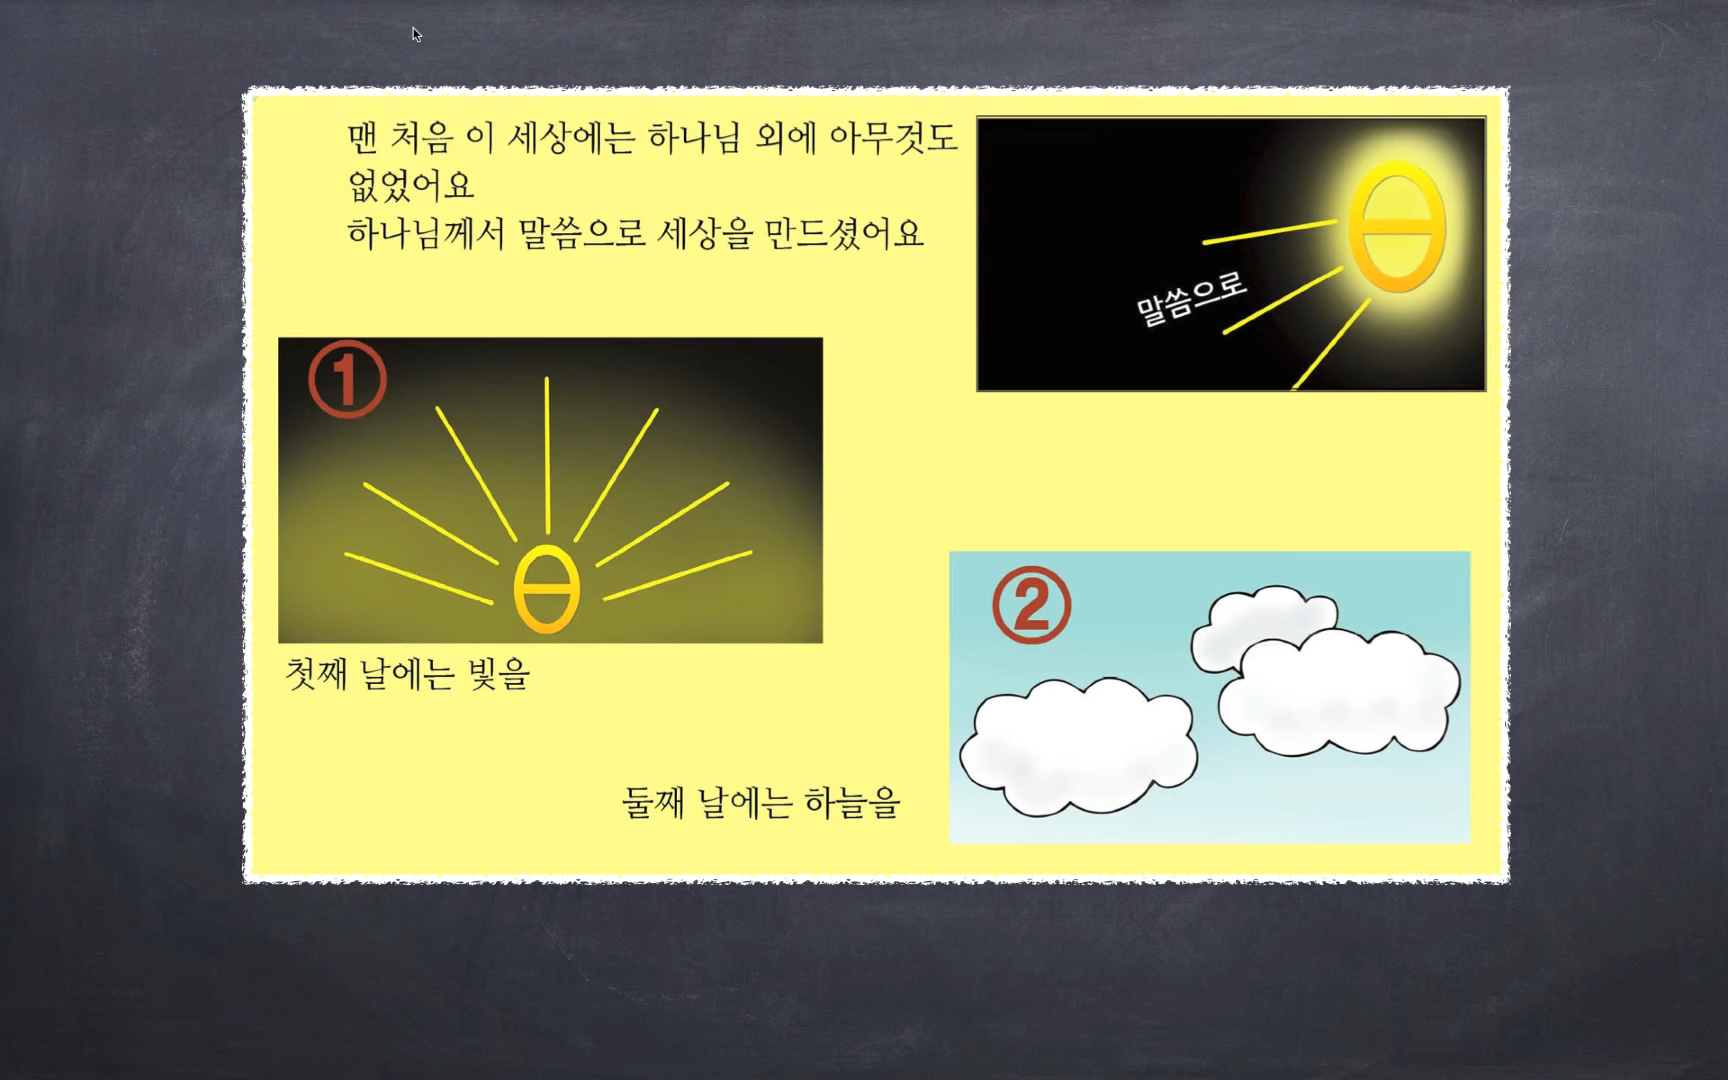 맨 처음 이 세상에는 하나님 외에 아무것도
없었어요
하나님께서 말씀으로 세상을 만드셨어요
말씀으로
1
첫째 날에는 빛을
2
둘째 날에는 하늘을